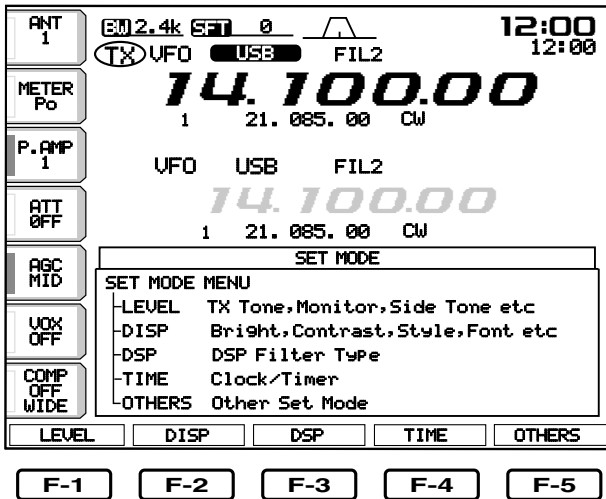 ANT
1
BW 2.4k SFT 0
12:00
TX VFO USB FIL2
12:00
METER
Po
14.100.00
1 21.085.00 CW
P.AMP
1
VFO USB FIL2
ATT
OFF
14.100.00
1 21.085.00 CW
AGC
MID
SET MODE
SET MODE MENU
LEVEL TX Tone,Monitor,Side Tone etc
VOX
OFF
DISP Bright,Contrast,Style,Font etc
DSP DSP Filter Type
COMP
OFF
WIDE
TIME Clock/Timer
OTHERS Other Set Mode
LEVEL DISP DSP TIME OTHERS
F-1 F-2 F-3 F-4 F-5